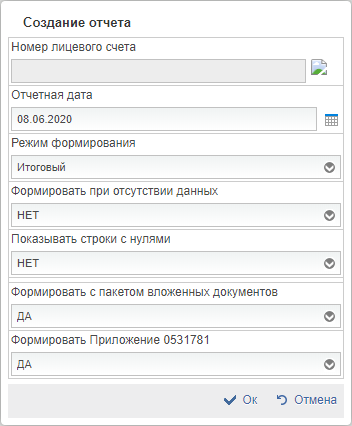 Создание отчета
Номер лицевого счета
Отчетная дата
08.06.2020
Режим формирования
Итоговый
Формировать при отсутствии данных
НЕТ
Показывать строки с нулями
НЕТ
Формировать с пакетом вложенных документов
ДА
Формировать Приложение 0531781
ДА
Ок Отмена